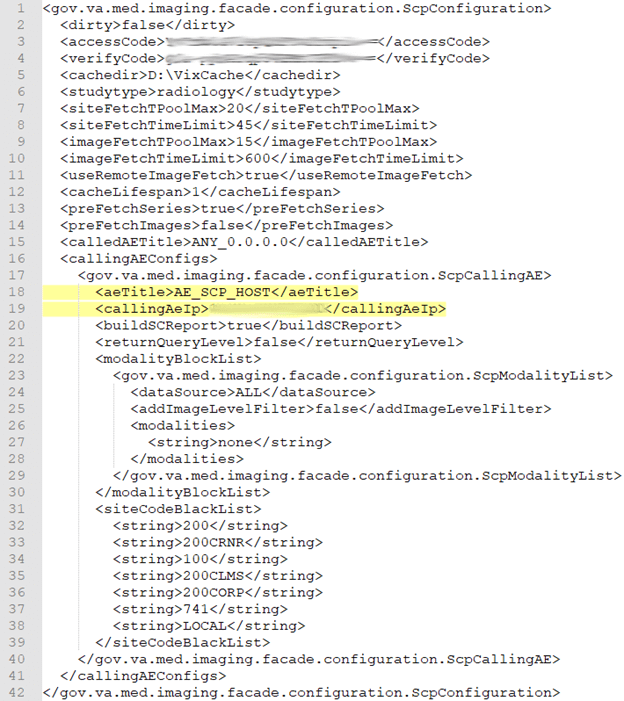 1 <gov.va.med.imaging.facade.configuration.ScpConfiguration>
2 <dirty>false</dirty>
3 <accessCode>=</accessCode>
4 <verifyCode>=</verifyCode>
5 <cachedir>D:\VixCache</cachedir>
6 <studytype>radiology</studytype>
7 <siteFetchTPoolMax>20</siteFetchTPoolMax>
8 <siteFetchTimeLimit>45</siteFetchTimeLimit>
9 <imageFetchTPoolMax>15</imageFetchTPoolMax>
10 <imageFetchTimeLimit>600</imageFetchTimeLimit>
11 <useRemoteImageFetch>true</useRemoteImageFetch>
12 <cacheLifespan>1</cacheLifespan>
13 <preFetchSeries>true</preFetchSeries>
14 <preFetchImages>false</preFetchImages>
15 <calledAETitle>ANY_0.0.0.0</calledAETitle>
16 <callingAEConfigs>
17 <gov.va.med.imaging.facade.configuration.ScpCallingAE>
18 <aeTitle>AE_SCP_HOST</aeTitle>
19 <callingAeIp></callingAeIp>
20 <buildSCReport>true</buildSCReport>
21 <returnQueryLevel>false</returnQueryLevel>
22 <modalityBlockList>
23 <gov.va.med.imaging.facade.configuration.ScpModalityList>
24 <dataSource>ALL</dataSource>
25 <addImageLevelFilter>false</addImageLevelFilter>
26 <modalities>
27 <string>none</string>
28 </modalities>
29 </gov.va.med.imaging.facade.configuration.ScpModalityList>
30 </modalityBlockList>
31 <siteCodeBlackList>
32 <string>200</string>
33 <string>200CRNR</string>
34 <string>100</string>
35 <string>200CLMS</string>
36 <string>200CORP</string>
37 <string>741</string>
38 <string>LOCAL</string>
39 </siteCodeBlackList>
40 </gov.va.med.imaging.facade.configuration.ScpCallingAE>
41 </callingAEConfigs>
42 </gov.va.med.imaging.facade.configuration.ScpConfiguration>